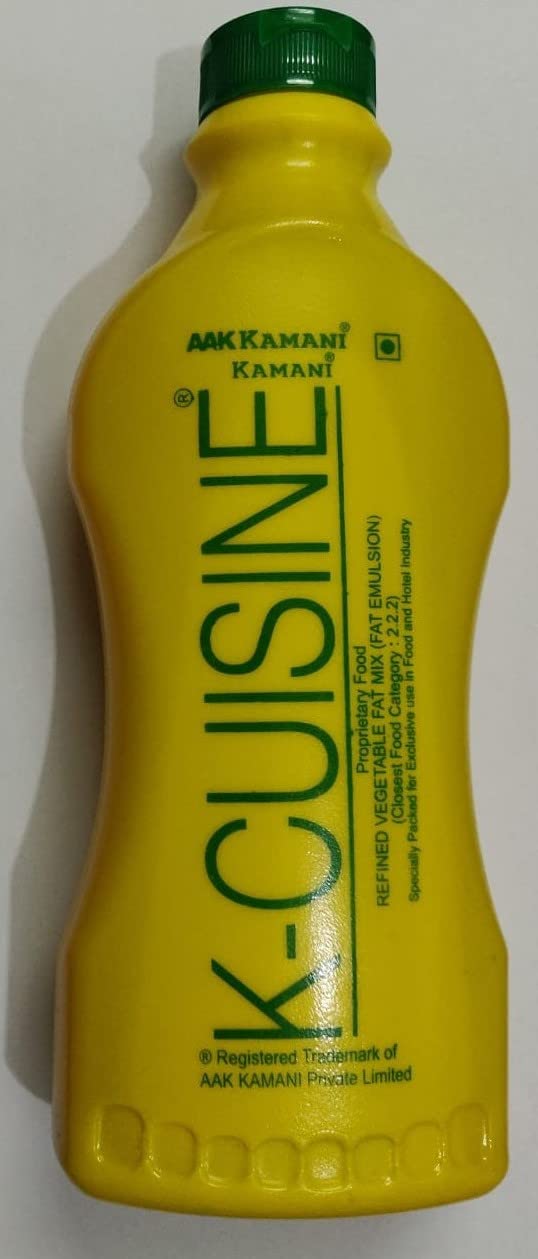 AAK KAMANI®
KAMANI®
K-CUISINE®
Proprietary Food
REFINED VEGETABLE FAT MIX (FAT EMULSION)
(Closest Food Category : 2.2.2)
Specially Packed for Exclusive use in Food and Hotel Industry
® Registered Trademark of
AAK KAMANI Private Limited